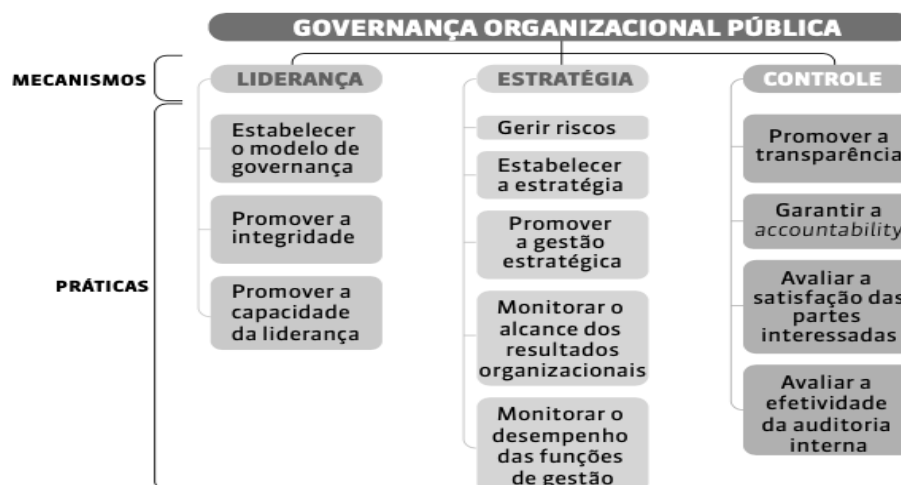 GOVERNANÇA ORGANIZACIONAL PÚBLICA
MECANISMOS
LIDERANÇA
ESTRATÉGIA
CONTROLE
PRÁTICAS
Estabelecer
o modelo de
governança
Promover a
integridade
Promover a
capacidade
da liderança
Gerir riscos
Estabelecer
a estratégia
Promover
a gestão
estratégica
Monitorar o
alcance dos
resultados
organizacionais
Monitorar o
desempenho
das funções
de gestão
Promover a
transparência
Garantir a
accountability
Avaliar a
satisfação das
partes
interessadas
Avaliar a
efetividade
da auditoria
interna